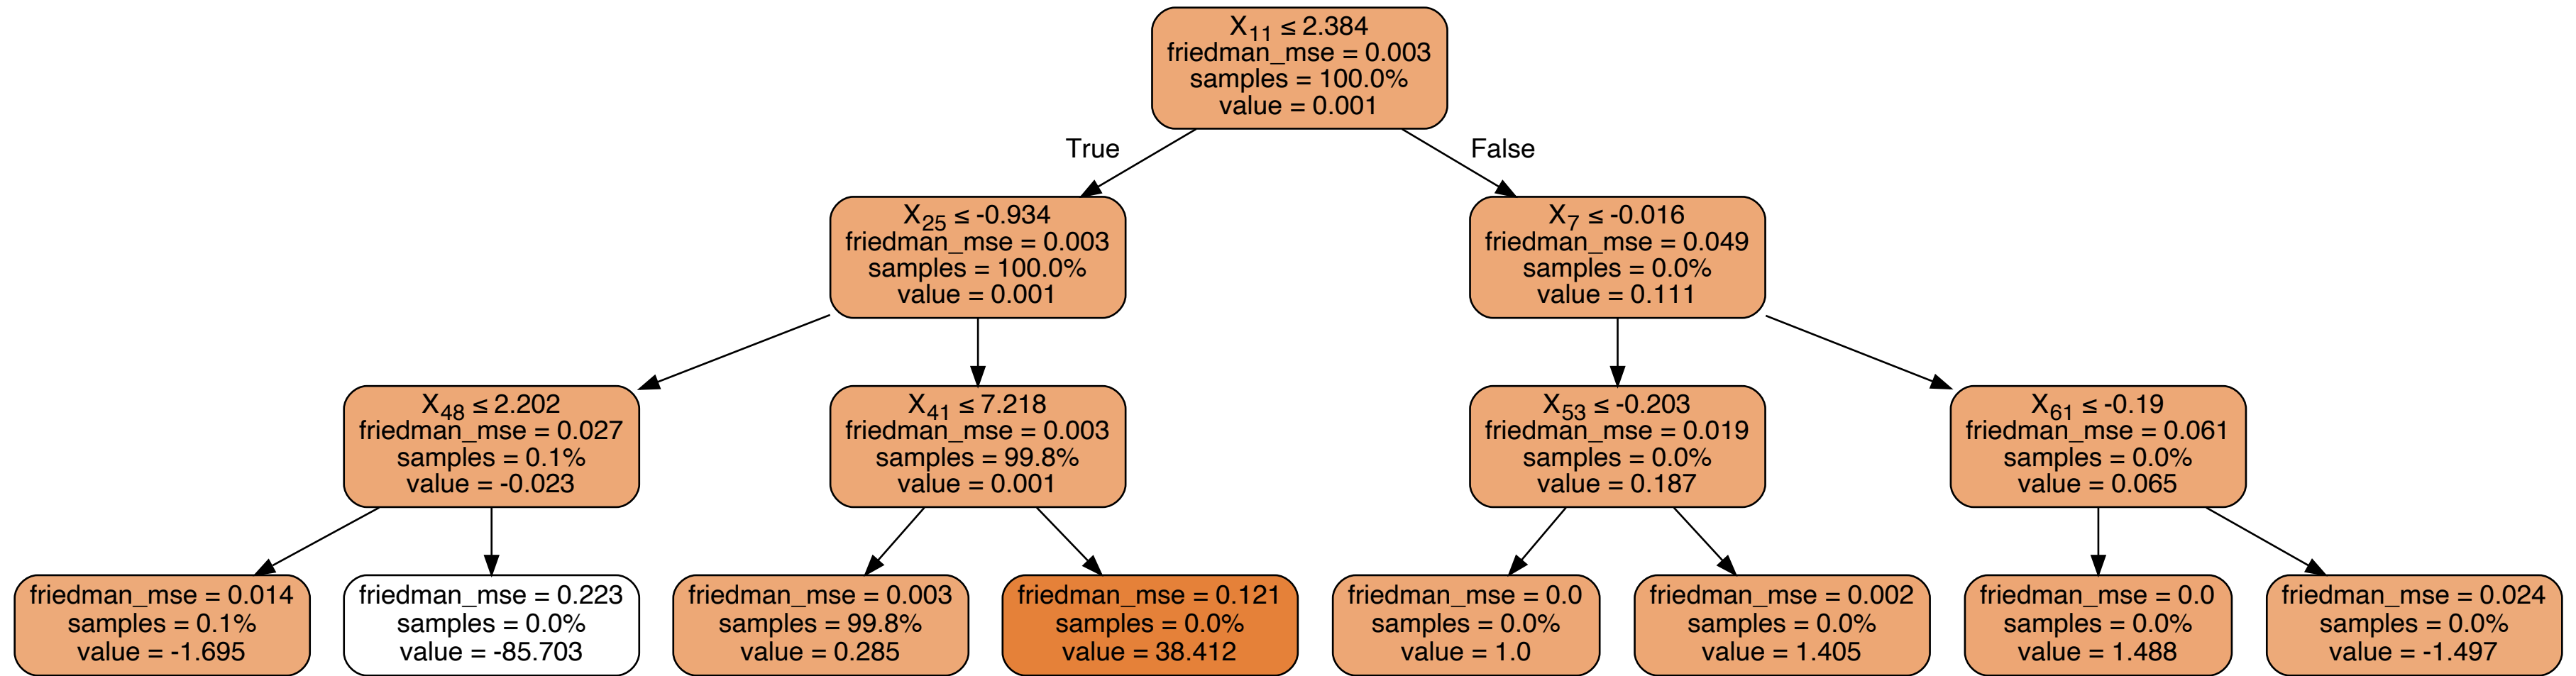 X11 ≤ 2.384
friedman_mse = 0.003
samples = 100.0%
value = 0.001
True
False
X25 ≤ -0.934
friedman_mse = 0.003
samples = 100.0%
value = 0.001
X7 ≤ -0.016
friedman_mse = 0.049
samples = 0.0%
value = 0.111
X48 ≤ 2.202
friedman_mse = 0.027
samples = 0.1%
value = -0.023
X41 ≤ 7.218
friedman_mse = 0.003
samples = 99.8%
value = 0.001
X53 ≤ -0.203
friedman_mse = 0.019
samples = 0.0%
value = 0.187
X61 ≤ -0.19
friedman_mse = 0.061
samples = 0.0%
value = 0.065
friedman_mse = 0.014
samples = 0.1%
value = -1.695
friedman_mse = 0.223
samples = 0.0%
value = -85.703
friedman_mse = 0.003
samples = 99.8%
value = 0.285
friedman_mse = 0.121
samples = 0.0%
value = 38.412
friedman_mse = 0.0
samples = 0.0%
value = 1.0
friedman_mse = 0.002
samples = 0.0%
value = 1.405
friedman_mse = 0.0
samples = 0.0%
value = 1.488
friedman_mse = 0.024
samples = 0.0%
value = -1.497